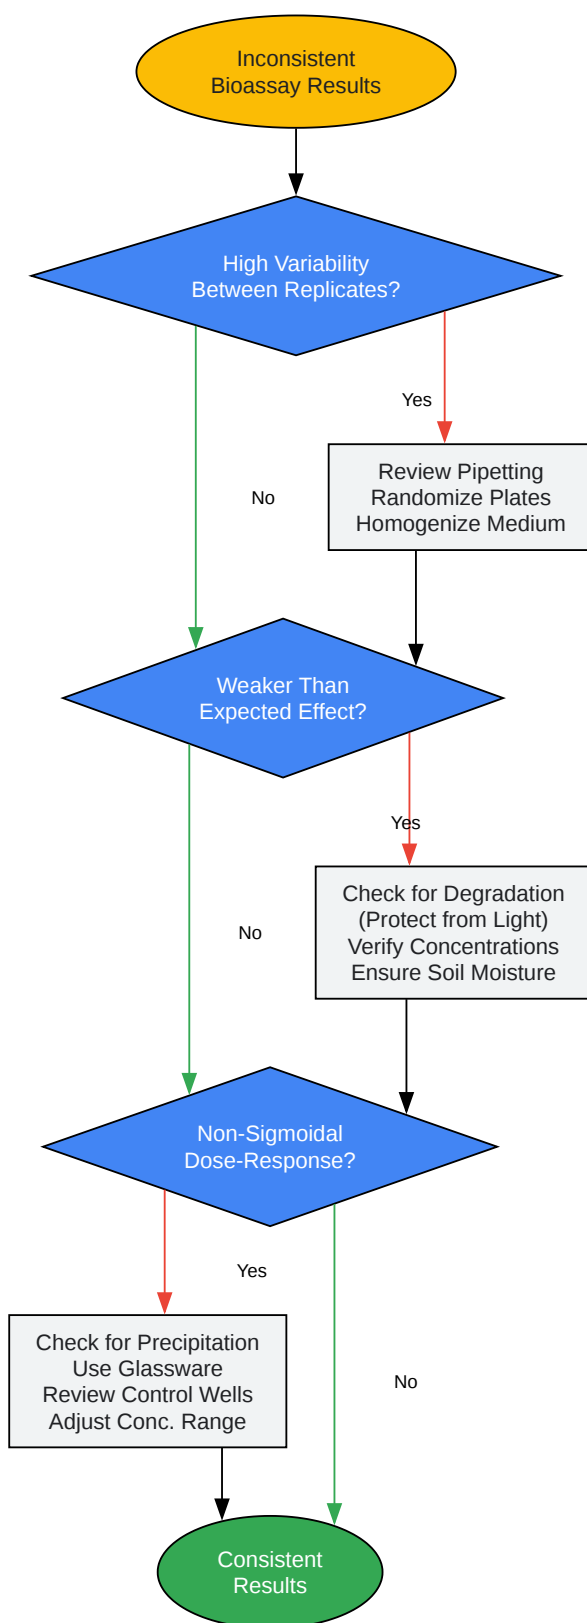 Inconsistent
Bioassay Results
High Variability
Between Replicates?
Yes
No
Review Pipetting
Randomize Plates
Homogenize Medium
Weaker Than
Expected Effect?
Yes
No
Check for Degradation
(Protect from Light)
Verify Concentrations
Ensure Soil Moisture
Non-Sigmoidal
Dose-Response?
Yes
No
Check for Precipitation
Use Glassware
Review Control Wells
Adjust Conc. Range
Consistent
Results